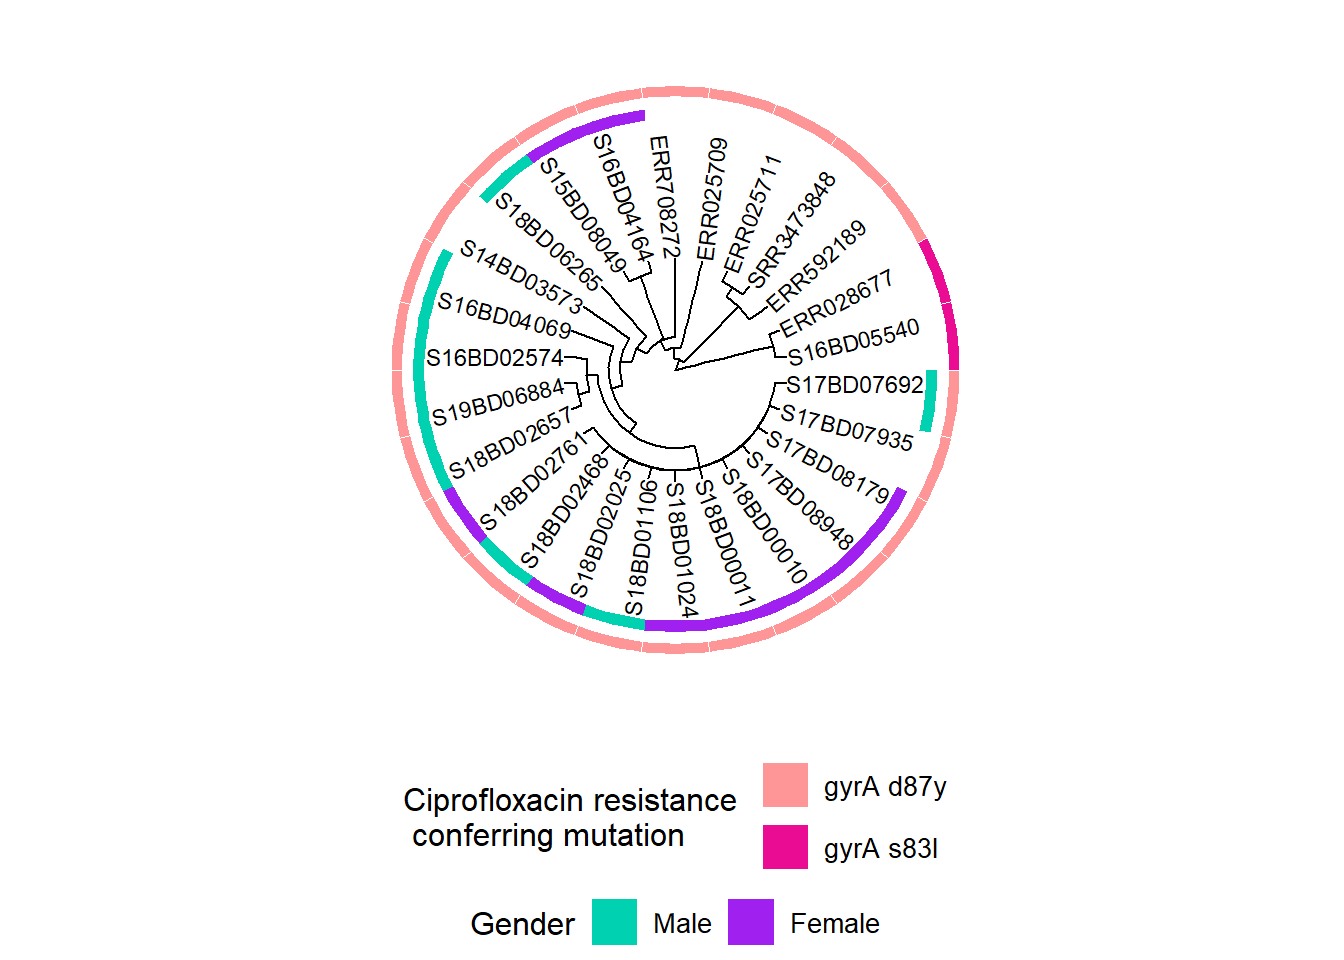 ERR708272
ERR025709
ERR025711
SRR3473848
ERR592189
ERR028677
S16BD05540
S17BD07692
S17BD07935
S17BD08179
S17BD08948
S18BD00010
S18BD00011
S18BD01024
S18BD01106
S18BD02025
S18BD02468
S18BD02761
S18BD02657
S19BD06884
S16BD02574
S16BD04069
S14BD03573
S18BD06265
S15BD08049
S16BD04164
Ciprofloxacin resistance
conferring mutation
gyrA d87y
gyrA s83l
Gender Male Female